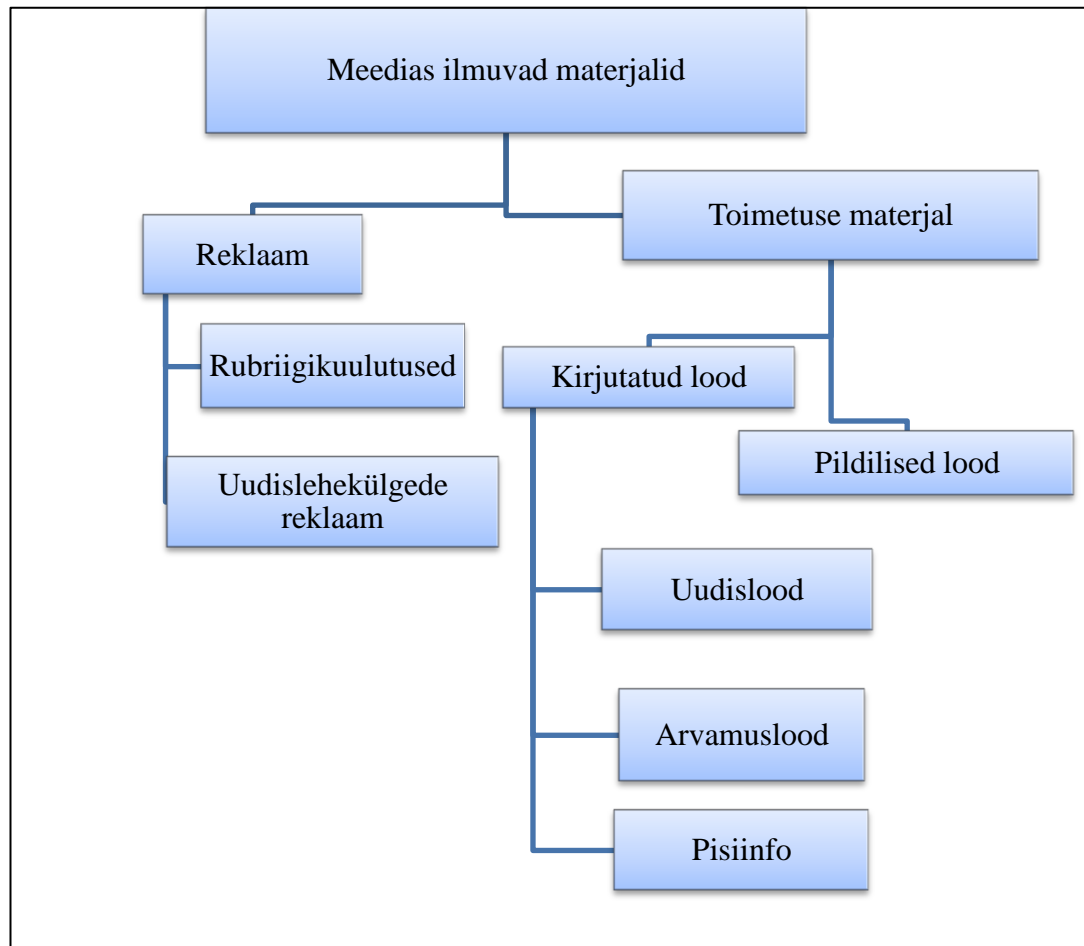 Meedias ilmuvad materjalid
Toimetuse materjal
Reklaam
Rubriigikuulutused
Kirjutatud lood
Pildilised lood
Uudislehekülgede
reklaam
Uudislood
Arvamuslood
Pisiinfo